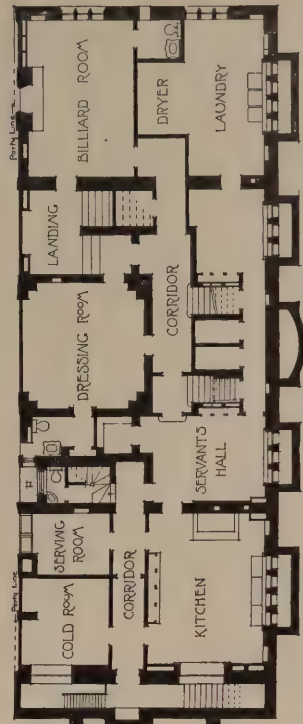 Party Line
BILLIARD ROOM
DRYER
LAUNDRY
LANDING
DRESSING ROOM
CORRIDOR
SERVANTS
HALL
SERVING
ROOM
COLD ROOM
CORRIDOR
KITCHEN
Party Line